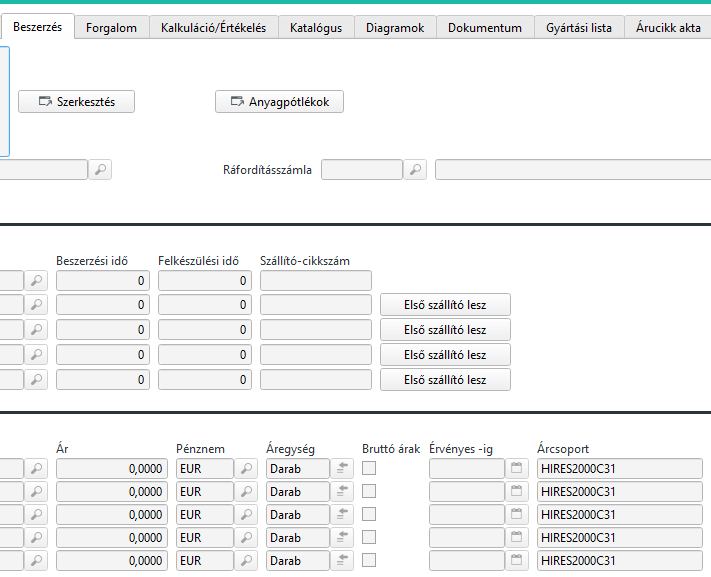 Beszerzés Forgalom Kalkuláció/Értékelés Katalógus Diagramok Dokumentum Gyártási lista Árucikk akta
Szerkesztés Anyagpótlékok
Ráfordításszámla
Beszerzési idő Felkészülési idő Szállító-cikkszám
0 0
0 0 Első szállító lesz
0 0 Első szállító lesz
0 0 Első szállító lesz
0 0 Első szállító lesz
Ár Pénznem Áregység Bruttó árak Érvényes -ig Árcsoport
0,0000 EUR Darab HIRES2000C31
0,0000 EUR Darab HIRES2000C31
0,0000 EUR Darab HIRES2000C31
0,0000 EUR Darab HIRES2000C31
0,0000 EUR Darab HIRES2000C31